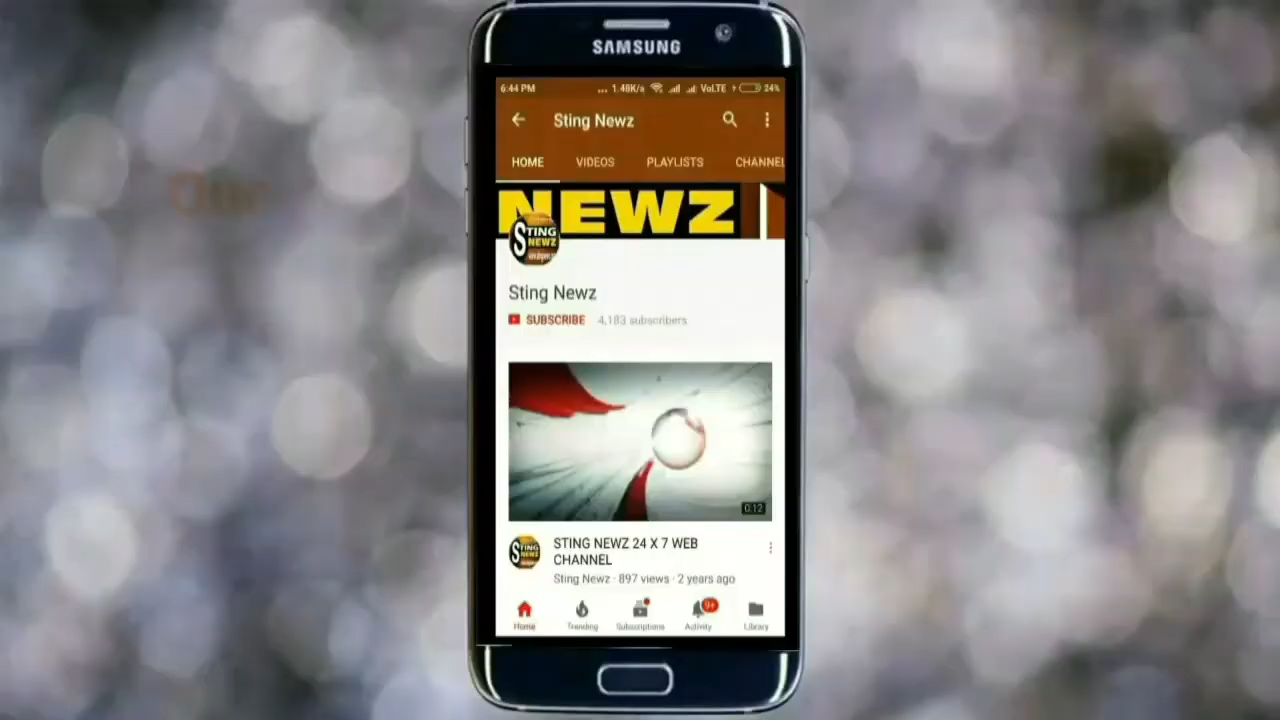 SAMSUNG
6:44 PM ... 1.48K/s VoLTE 24%
Sting Newz
HOME VIDEOS PLAYLISTS CHANNEL
NEWZ
STING
NEWZ
Sting Newz
SUBSCRIBE 4,183 subscribers
0:12
STING
NEWZ
STING NEWZ 24 X 7 WEB
CHANNEL
Sting Newz · 897 views · 2 years ago
9+
Home Trending Subscriptions Activity Library